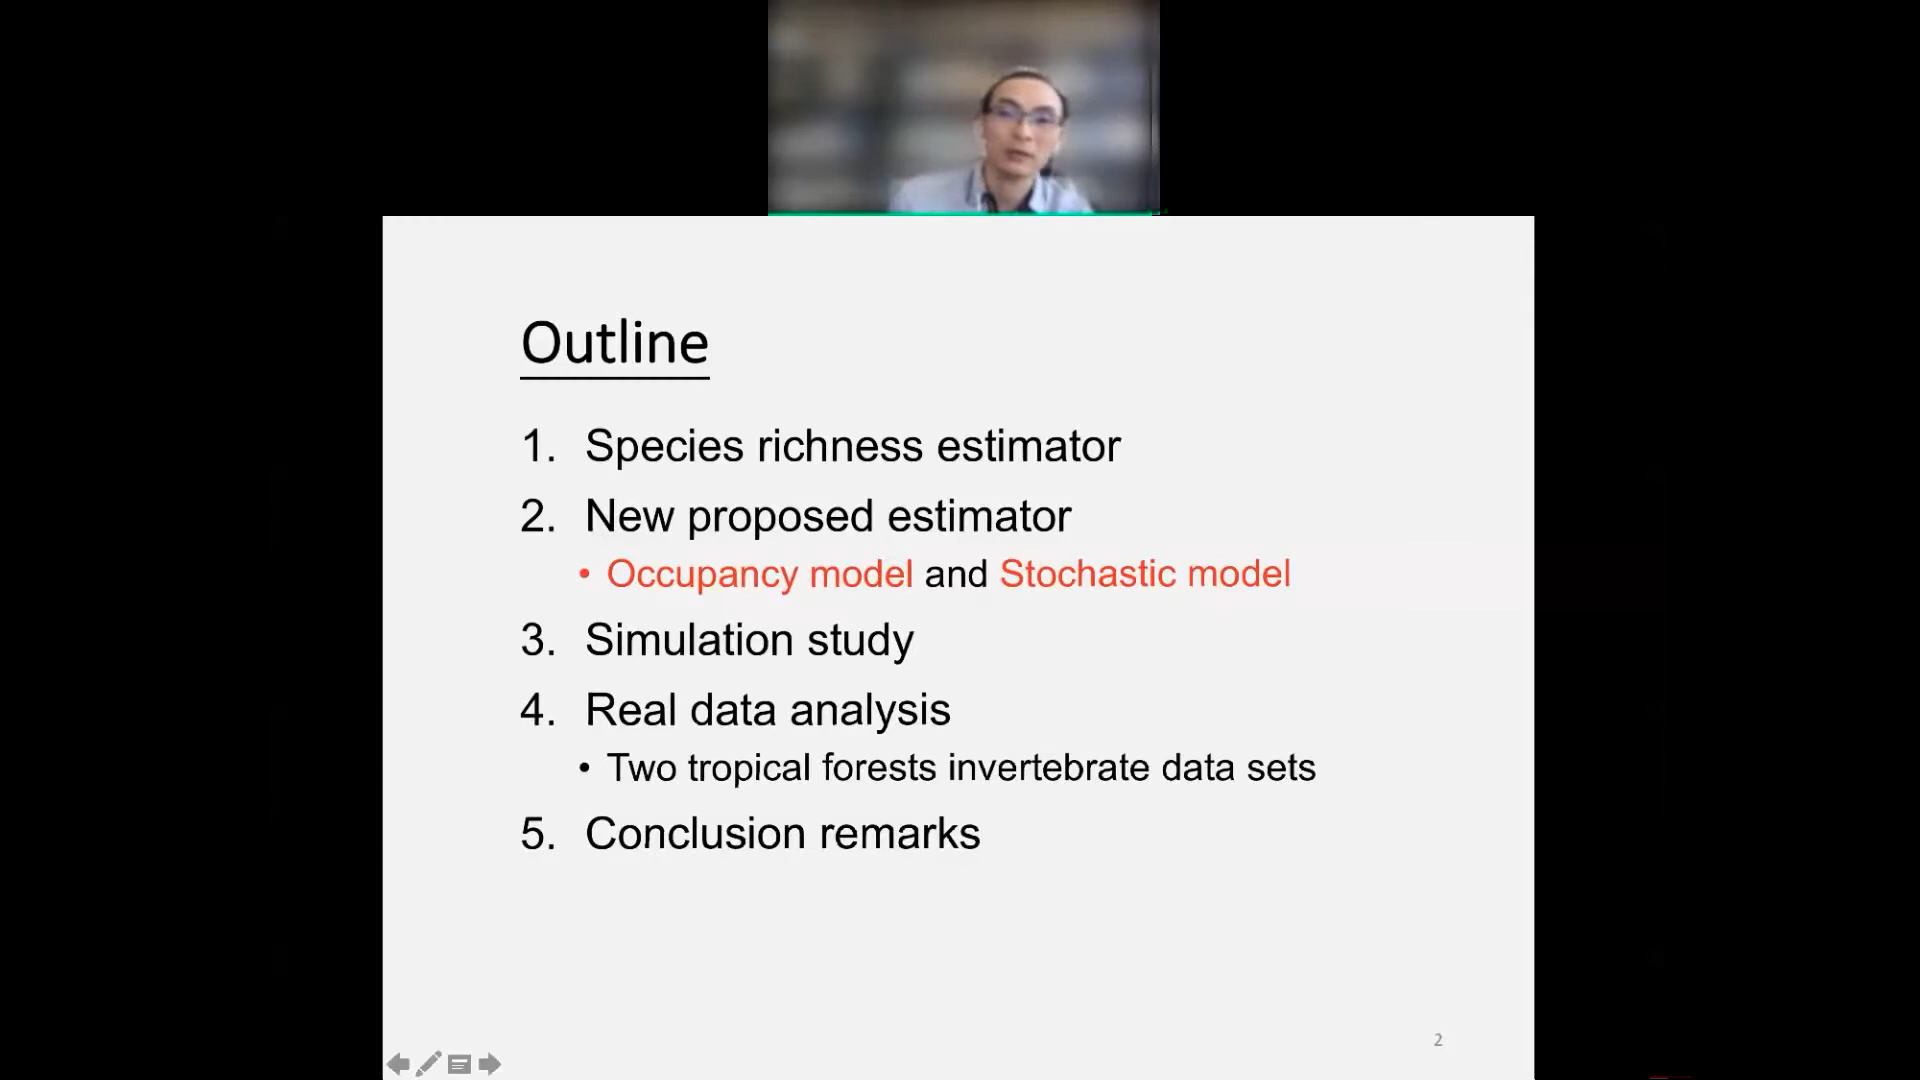 Outline
1. Species richness estimator
2. New proposed estimator
• Occupancy model and Stochastic model
3. Simulation study
4. Real data analysis
• Two tropical forests invertebrate data sets
5. Conclusion remarks
2